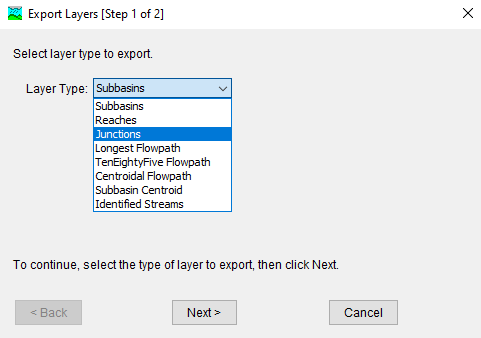 Export Layers [Step 1 of 2]
Select layer type to export.
Layer Type: Subbasins
Subbasins
Reaches
Junctions
Longest Flowpath
TenEightyFive Flowpath
Centroidal Flowpath
Subbasin Centroid
Identified Streams
To continue, select the type of layer to export, then click Next.
< Back Next > Cancel